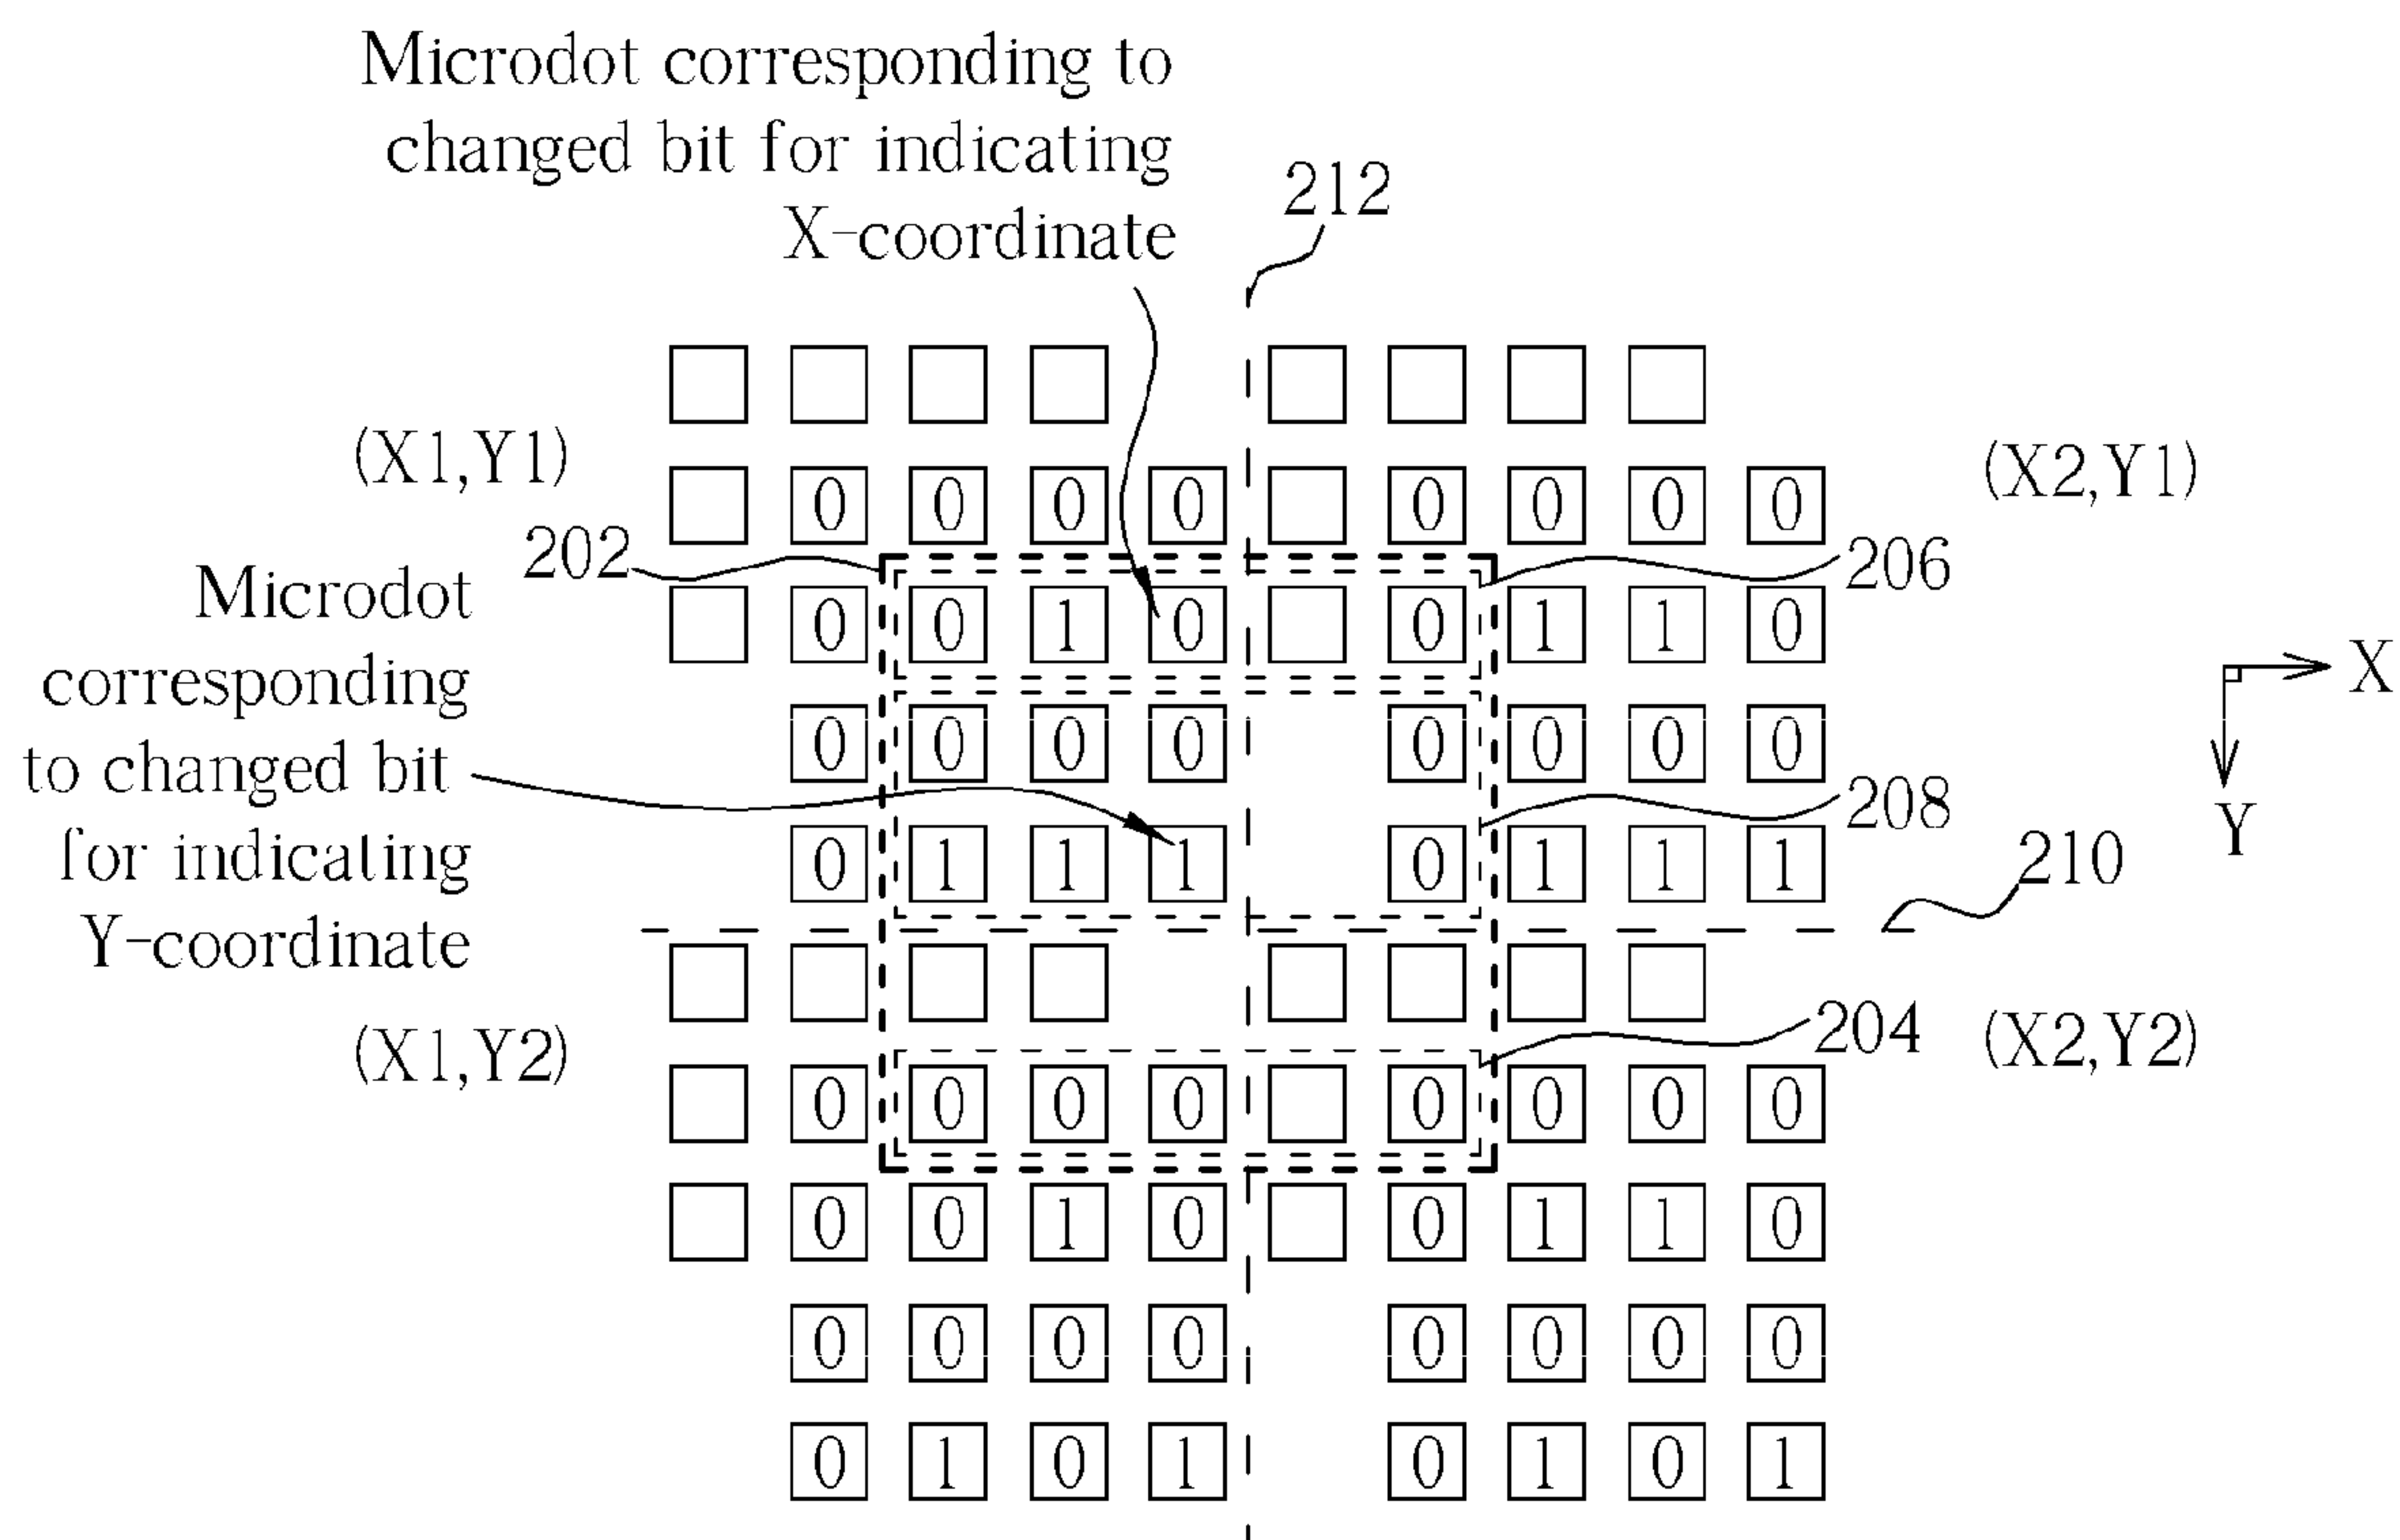 Microdot corresponding to
changed bit for indicating
X-coordinate
212
(X1,Y1)
(X2,Y1)
0 0 0 0 0 0 0 0
202
206
Microdot
corresponding
to changed bit
for indicating
Y-coordinate
0 0 1 0 0 1 1 0
X
Y
0 0 0 0 0 0 0 0
208
0 1 1 1 0 1 1 1
210
204
(X1,Y2)
(X2,Y2)
0 0 0 0 0 0 0 0
0 0 1 0 0 1 1 0
0 0 0 0 0 0 0 0
0 1 0 1 0 1 0 1